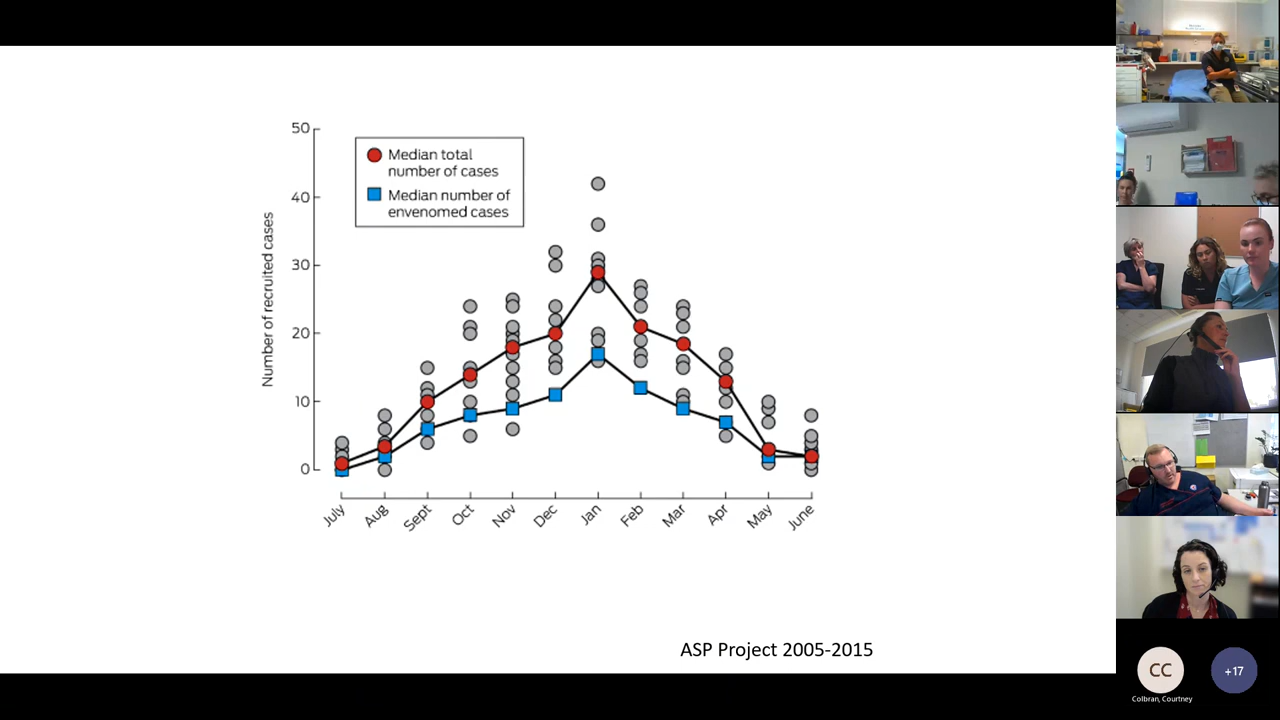 50
40
30
20
10
0
Number of recruited cases
Median total
number of cases
Median number of
envenomed cases
July
Aug
Sept
Oct
Nov
Dec
Jan
Feb
Mar
Apr
May
June
ASP Project 2005-2015
CC
+17
Colbran, Courtney